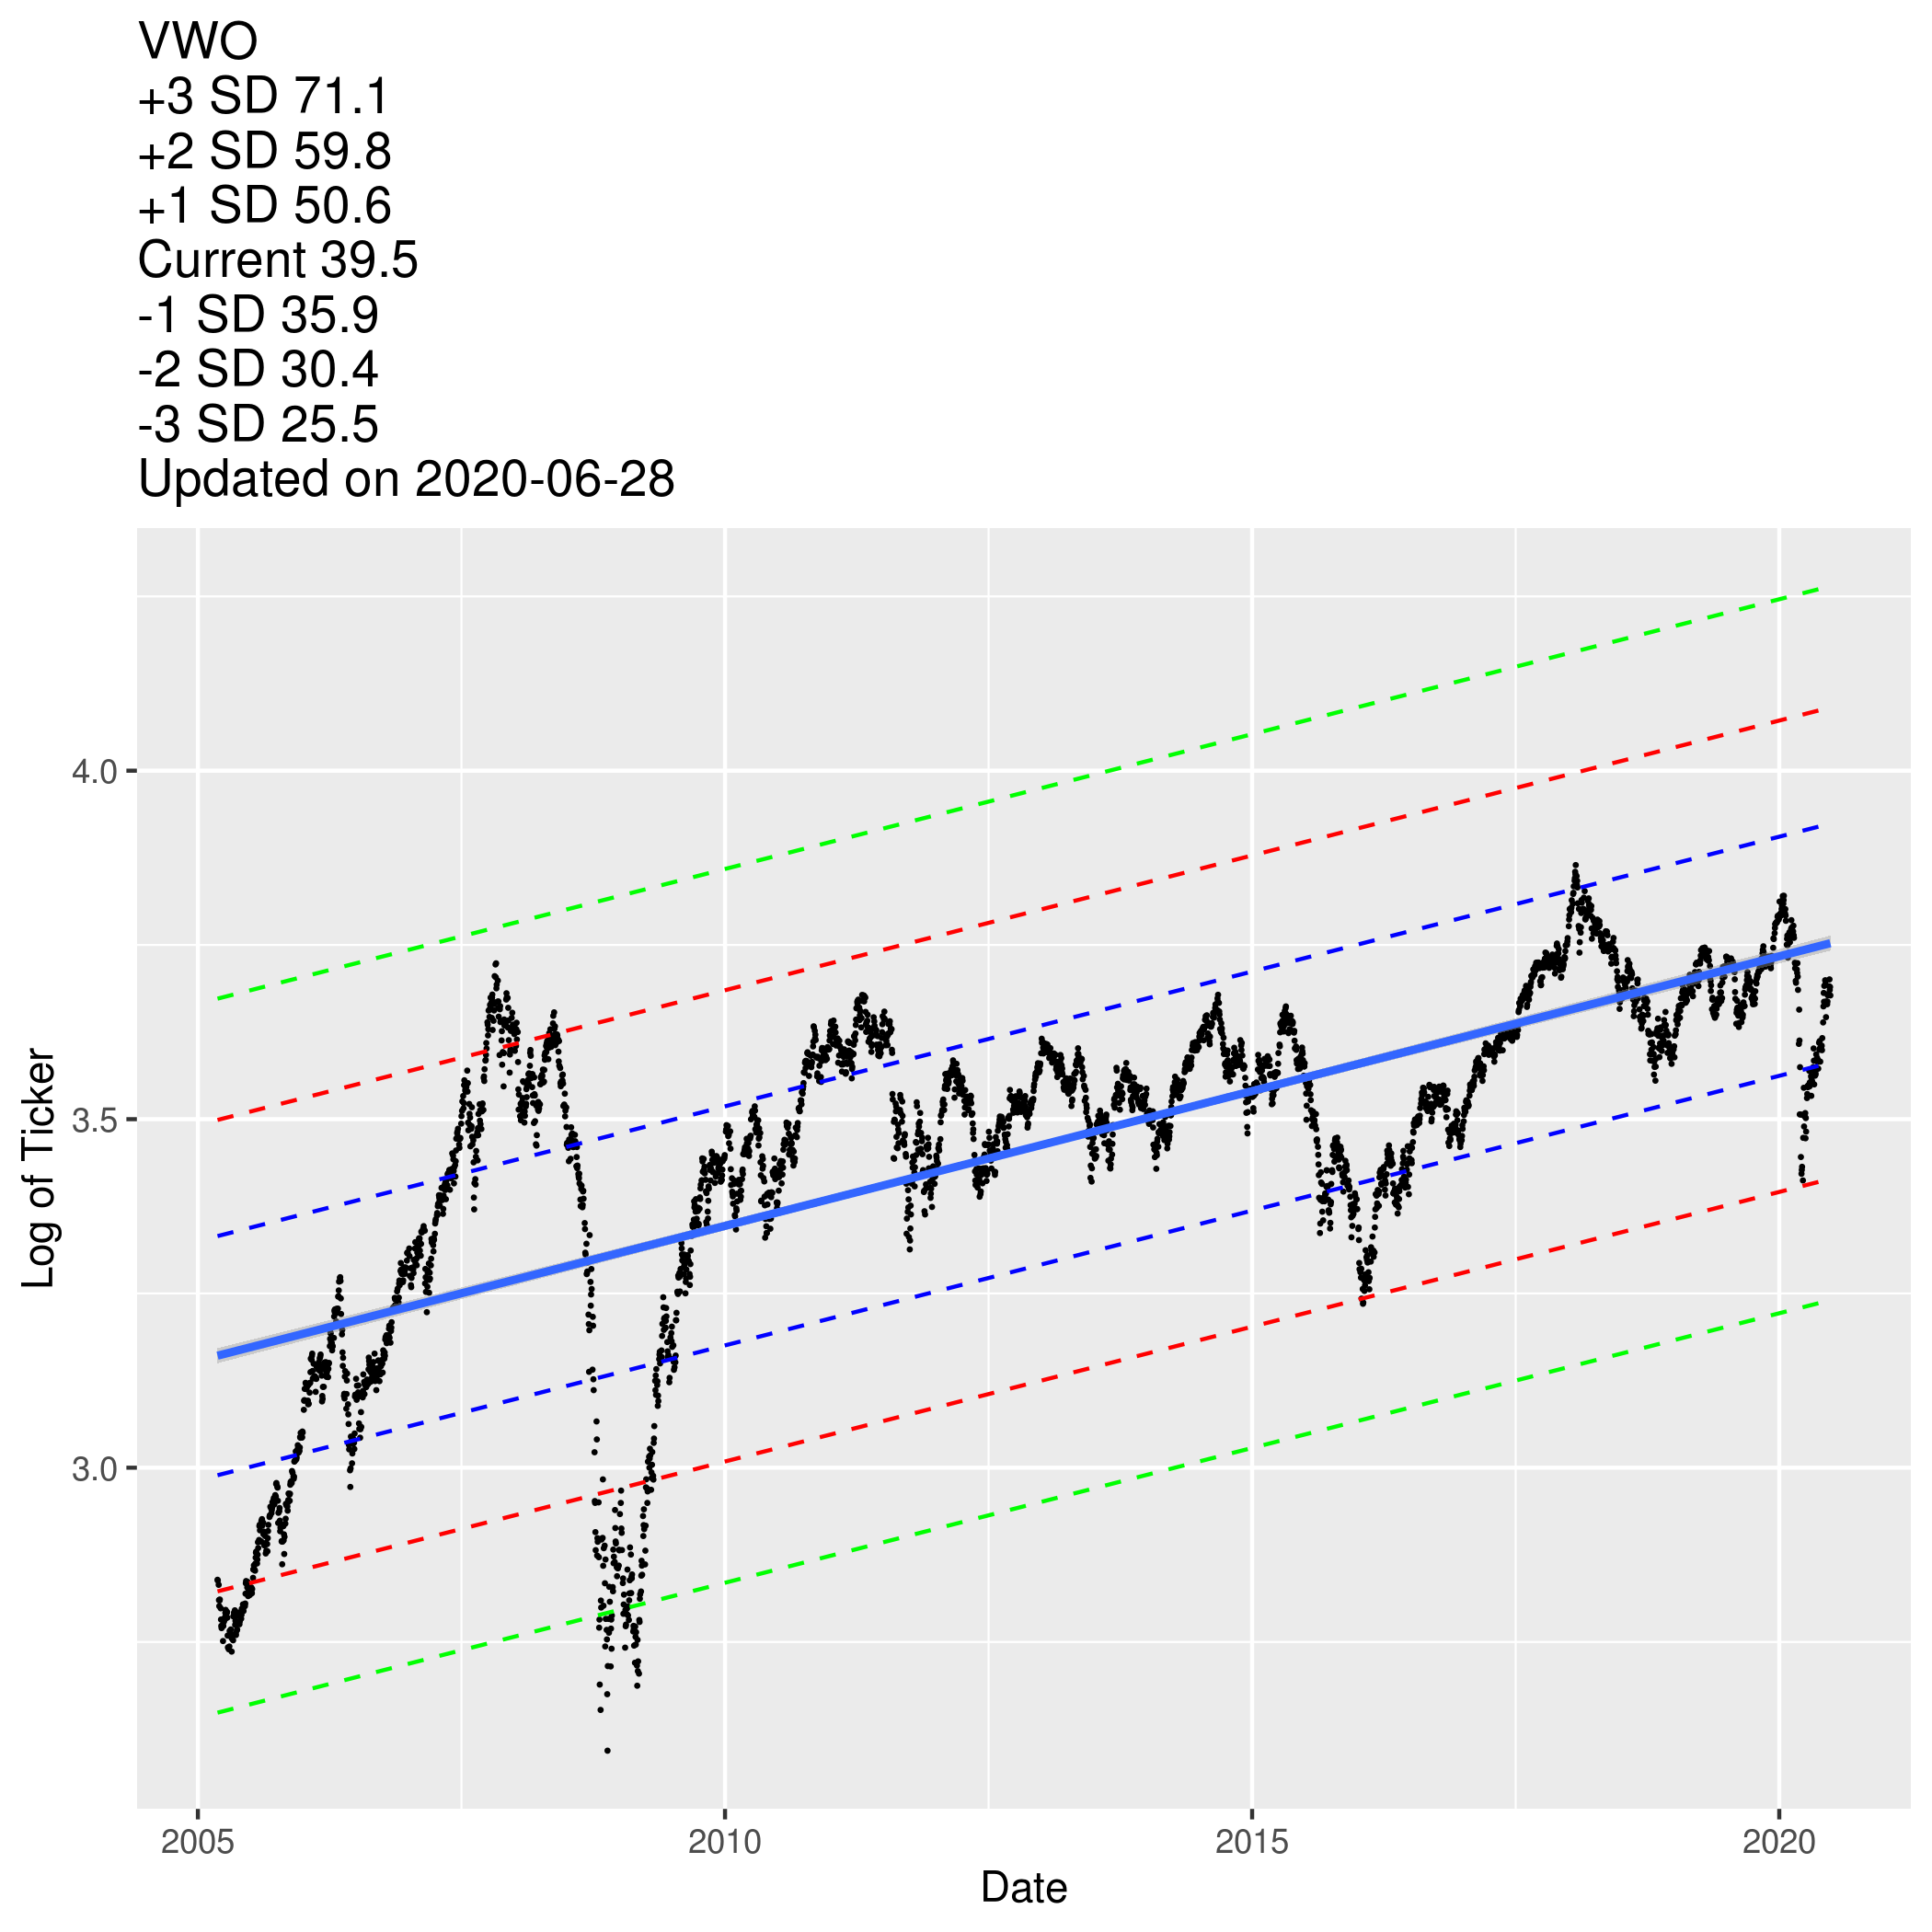 VWO
+3 SD 71.1
+2 SD 59.8
+1 SD 50.6
Current 39.5
-1 SD 35.9
-2 SD 30.4
-3 SD 25.5
Updated on 2020-06-28
4.0
3.5
3.0
Log of Ticker
2005
2010
2015
2020
Date